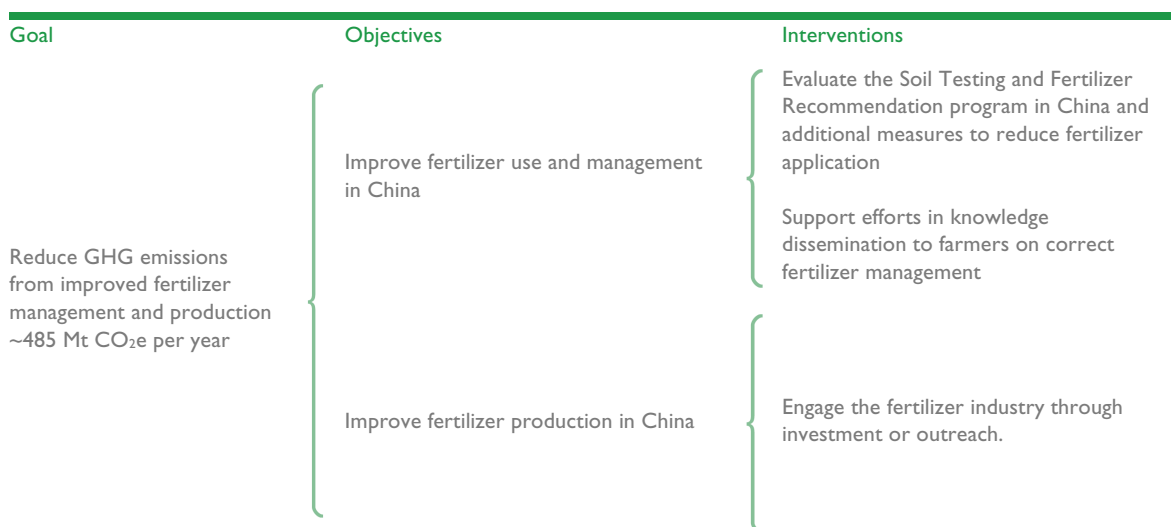 Goal
Objectives
Interventions
Reduce GHG emissions
from improved fertilizer
management and production
~485 Mt CO₂e per year
Improve fertilizer use and management
in China
Evaluate the Soil Testing and Fertilizer
Recommendation program in China and
additional measures to reduce fertilizer
application
Support efforts in knowledge
dissemination to farmers on correct
fertilizer management
Improve fertilizer production in China
Engage the fertilizer industry through
investment or outreach.